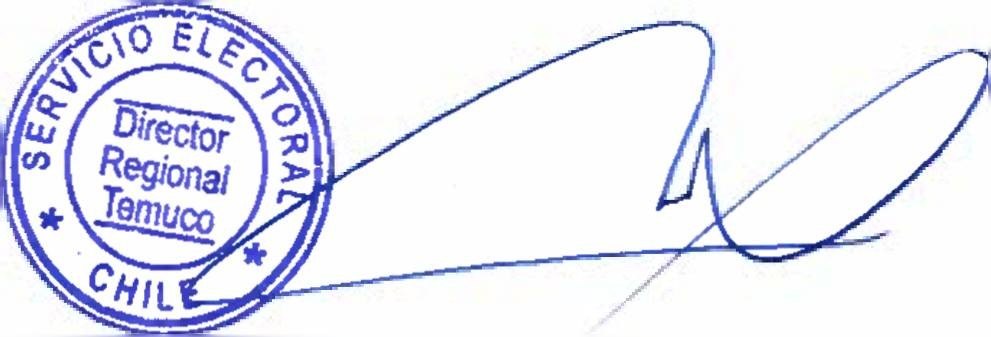 SERVICIO ELECTORAL
Director
Regional
Temuco
* CHILE *